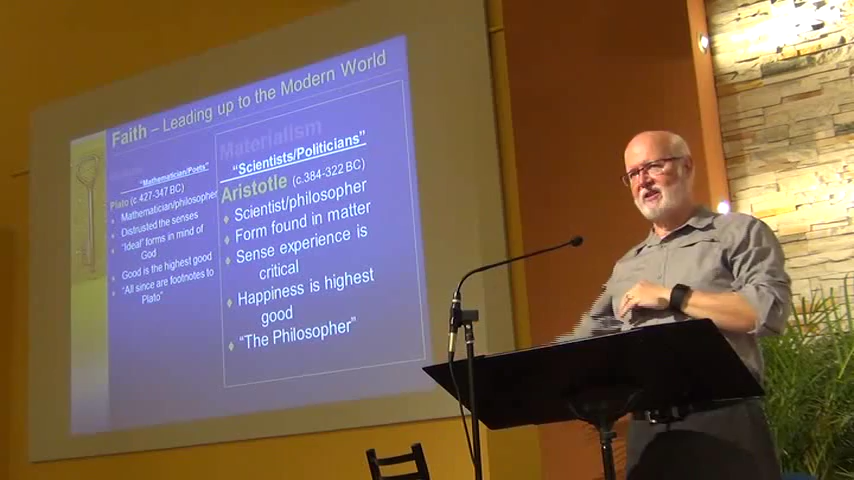 Faith – Leading up to the Modern World
"Mathematician/Poets"
Plato (c.427-347 BC)
Mathematician/philosopher
Distrusted the senses
"Ideal" forms in mind of
God
Good is the highest good
"All since are footnotes to
Plato"
Materialism
"Scientists/Politicians"
Aristotle (c.384-322 BC)
Scientist/philosopher
Form found in matter
Sense experience is
critical
Happiness is highest
good
"The Philosopher"